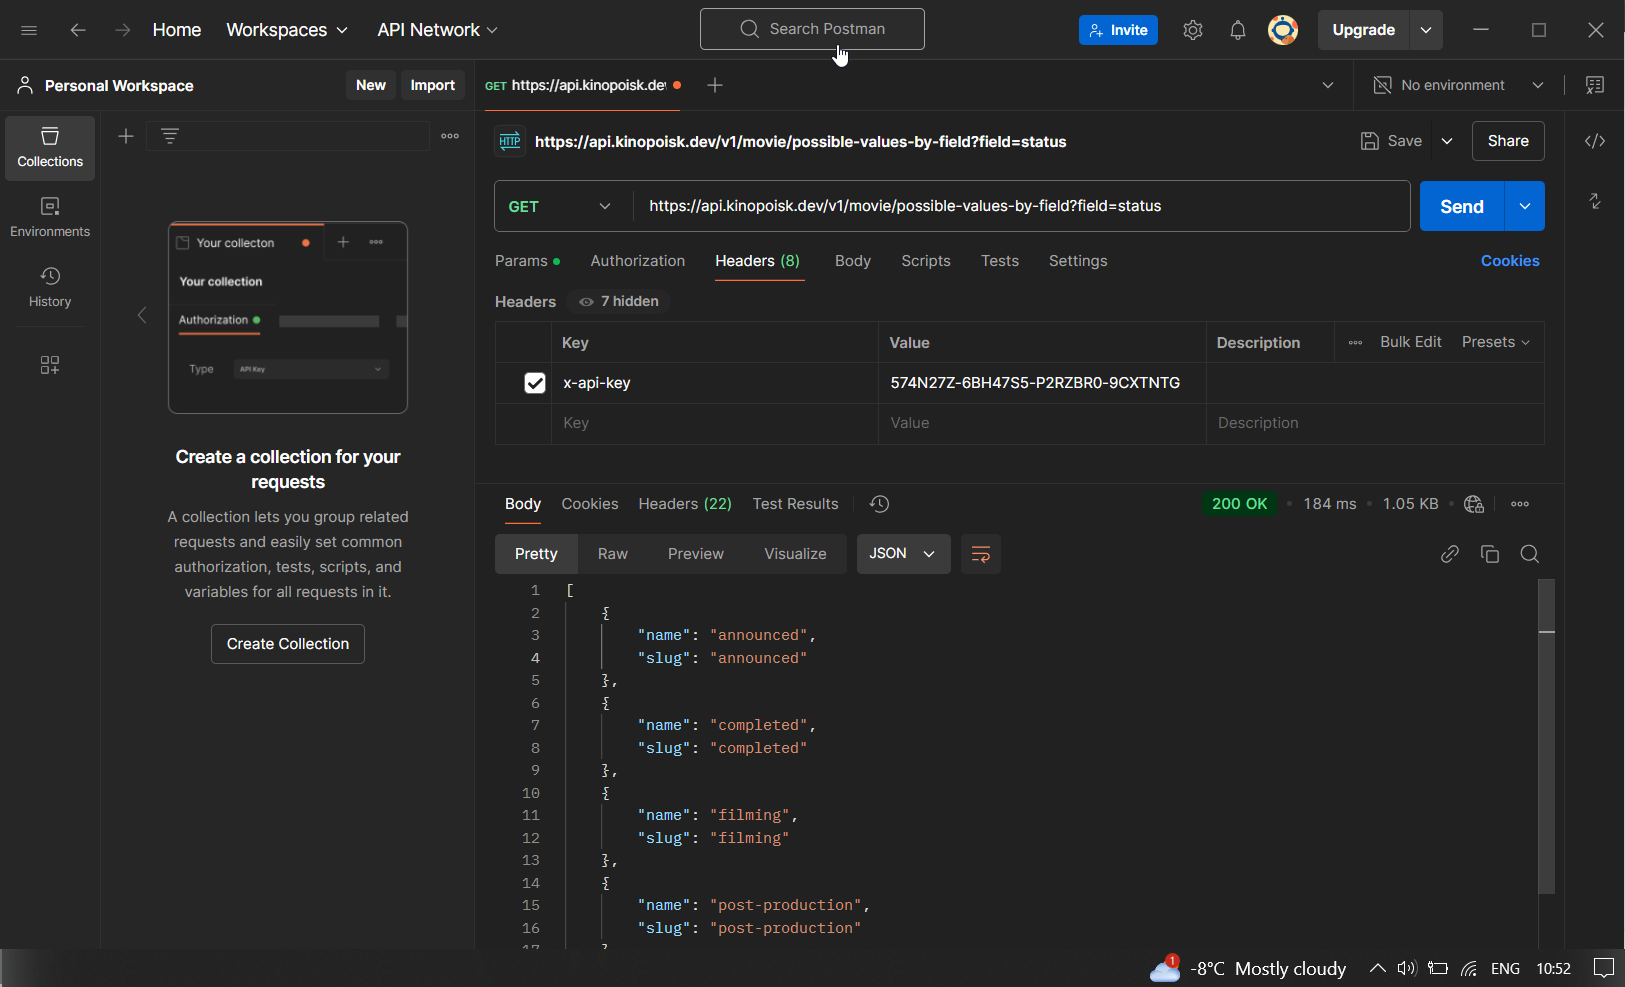 Home Workspaces API Network Search Postman Invite Upgrade
Personal Workspace New Import
GET https://api.kinopoisk.de No environment
Collections
Environments
History
Your collecton
Your collection
Authorization
Type API Key
Create a collection for your
requests
A collection lets you group related
requests and easily set common
authorization, tests, scripts, and
variables for all requests in it.
Create Collection
HTTP https://api.kinopoisk.dev/v1/movie/possible-values-by-field?field=status Save Share
GET https://api.kinopoisk.dev/v1/movie/possible-values-by-field?field=status Send
Params Authorization Headers (8) Body Scripts Tests Settings Cookies
Headers 7 hidden
Key Value Description Bulk Edit Presets
x-api-key 574N27Z-6BH47S5-P2RZBR0-9CXTNTG
Key Value Description
Body Cookies Headers (22) Test Results 200 OK 184 ms 1.05 KB
Pretty Raw Preview Visualize JSON
1 [
2 {
3 "name": "announced",
4 "slug": "announced"
5 },
6 {
7 "name": "completed",
8 "slug": "completed"
9 },
10 {
11 "name": "filming",
12 "slug": "filming"
13 },
14 {
15 "name": "post-production",
16 "slug": "post-production"
17
1 -8°C Mostly cloudy ENG 10:52